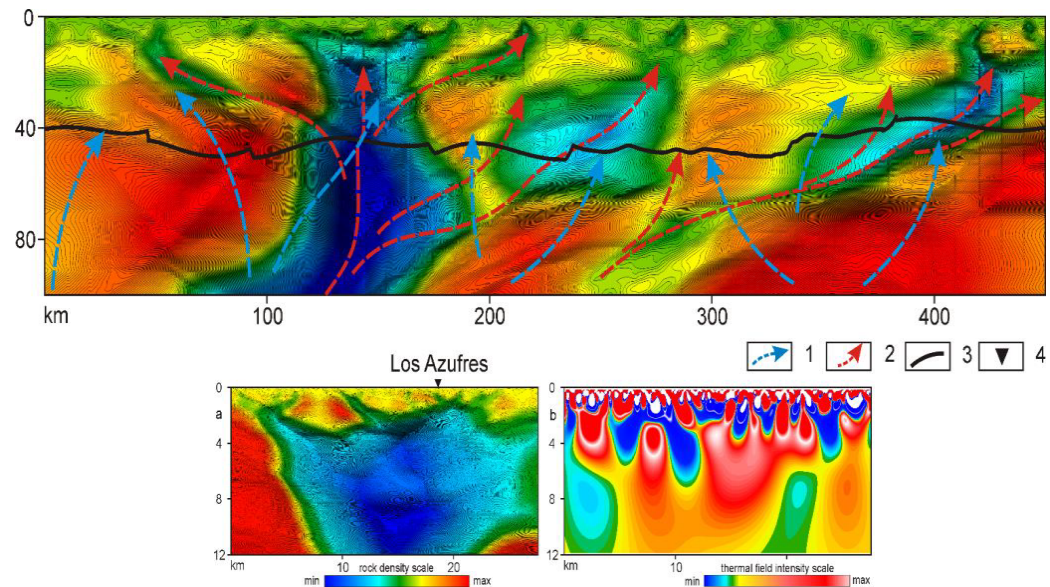 0
40
80
km 100 200 300 400
1 2 3 4
Los Azufres
0
a
4
8
12
km 10 20
rock density scale
min max
0
b
4
8
12
km 10
thermal field intensity scale
min max